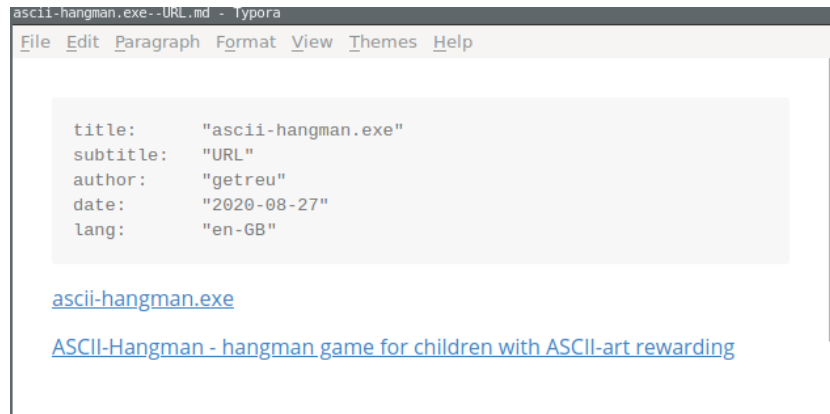 ascii-hangman.exe--URL.md - Typora
File Edit Paragraph Format View Themes Help
title: "ascii-hangman.exe"
subtitle: "URL"
author: "getreu"
date: "2020-08-27"
lang: "en-GB"
ascii-hangman.exe
ASCII-Hangman - hangman game for children with ASCII-art rewarding